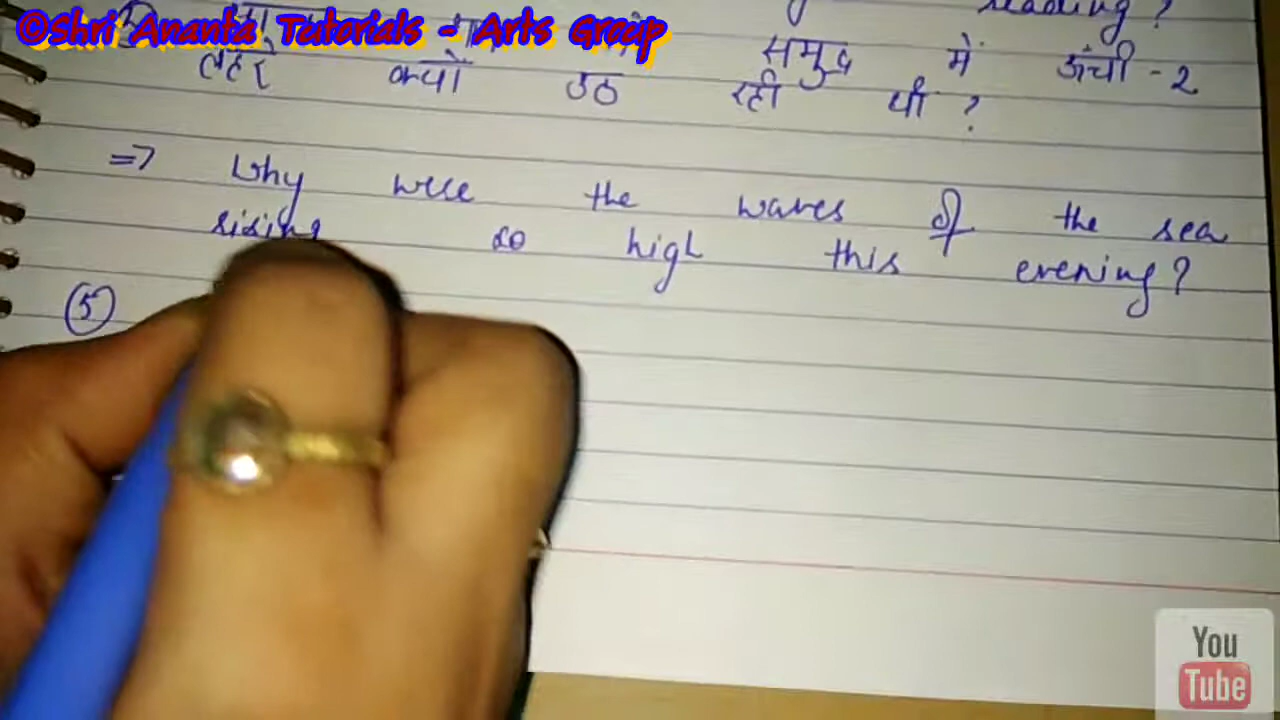 ©Shri Ananta Tutorials - Arts Group
reading?
समुद्र में ऊंची-2
लहरें क्यों उठ रही थी?
=> Why were the waves of the sea
rising so high this evening?
(5)
You
Tube